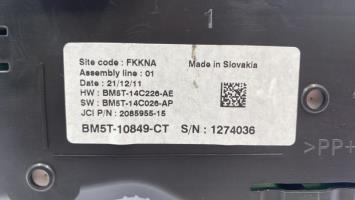 Site code : FKKNA Made in Slovakia
Assembly line : 01
Date : 21/12/11
HW : BM5T-14C226-AE
SW : BM5T-14C026-AP
JCI P/N : 2085955-15
BM5T-10849-CT S/N : 1274036
>PP+